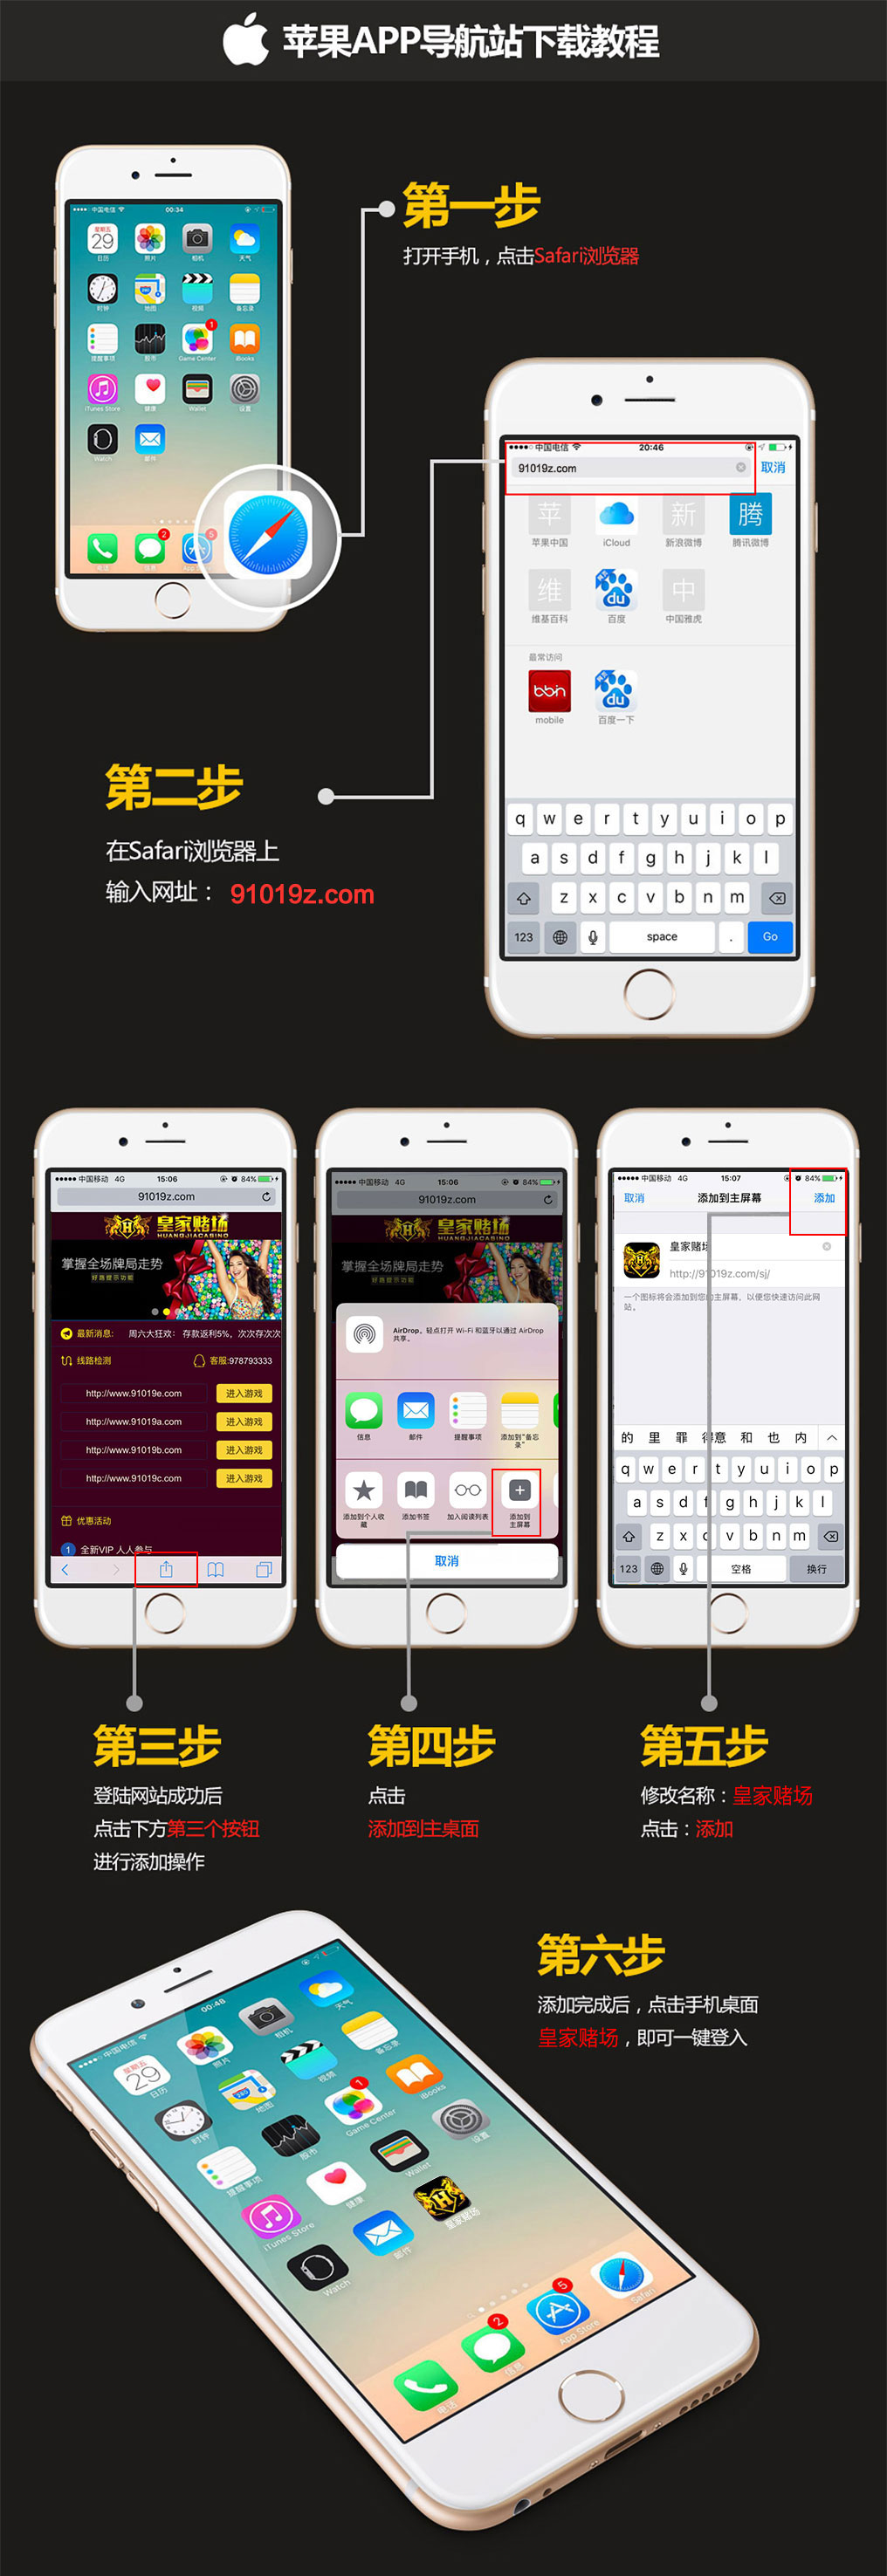 苹果APP导航站下载教程
第一步
打开手机，点击Safari浏览器
中国电信
00:34
星期五
29
日历
照片
相机
天气
时钟
地图
视频
备忘录
提醒事项
股市
1
Game Center
iBooks
iTunes Store
健康
Wallet
设置
Watch
邮件
2
5
电话
信息
App S
中国电信
20:46
91019z.com
取消
苹
新
腾
苹果中国
iCloud
新浪微博
腾讯微博
维
du
中
维基百科
百度
中国雅虎
最常访问
bbin
du
mobile
百度一下
q w e r t y u i o p
a s d f g h j k l
z x c v b n m
123
space
.
Go
第二步
在Safari浏览器上
输入网址： 91019z.com
中国移动 4G
15:06
84%
91019z.com
皇家赌场
HUANGJIACASINO
掌握全场牌局走势
好路提示功能
最新消息: 周六大狂欢: 存款返利5%，次次存次次
线路检测
客服:978793333
http://www.91019e.com 进入游戏
http://www.91019a.com 进入游戏
http://www.91019b.com 进入游戏
http://www.91019c.com 进入游戏
优惠活动
1 全新VIP 人人参与
中国移动 4G
15:06
84%
91019z.com
皇家赌场
HUANGJIACASINO
掌握全场牌局走势
好路提示功能
AirDrop。轻点打开 Wi-Fi 和蓝牙以通过 AirDrop
共享。
信息
邮件
提醒事项
添加到“备忘
录”
添加到个人收
藏
添加书签
加入阅读列表
添加到
主屏幕
取消
中国移动 4G
15:07
84%
取消
添加到主屏幕
添加
皇家赌场
http://91019z.com/sj/
一个图标将会添加到您的主屏幕，以便您快速访问此网
站。
的 里 罪 得意 和 也 内
q w e r t y u i o p
a s d f g h j k l
z x c v b n m
123
空格
换行
第三步
登陆网站成功后
点击下方第三个按钮
进行添加操作
第四步
点击
添加到主桌面
第五步
修改名称：皇家赌场
点击：添加
第六步
添加完成后，点击手机桌面
皇家赌场，即可一键登入
中国电信
00:48
星期五
29
日历
照片
相机
天气
时钟
地图
视频
备忘录
提醒事项
股市
1
Game Center
iBooks
iTunes Store
健康
Wallet
设置
Watch
邮件
皇家赌场
电话
2
信息
5
App Store
Safari